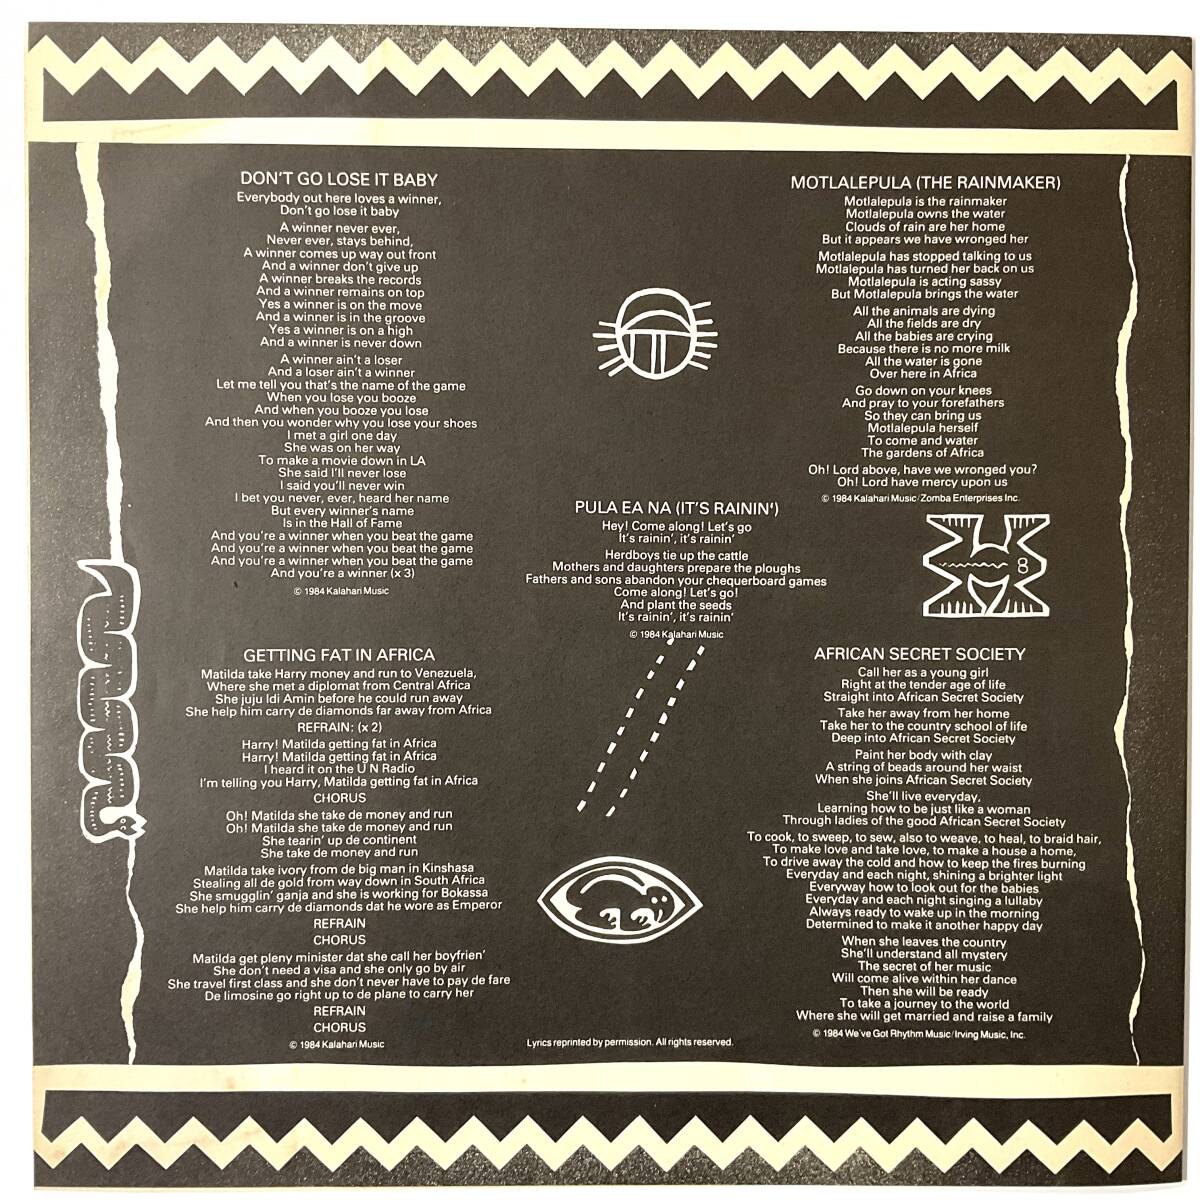 DON'T GO LOSE IT BABY
Everybody out here loves a winner,
Don't go lose it baby
A winner never ever,
Never ever, stays behind,
A winner comes up way out front
And a winner don't give up
A winner breaks the records
And a winner remains on top
Yes a winner is on the move
And a winner is in the groove
Yes a winner is on a high
And a winner is never down
A winner ain't a loser
And a loser ain't a winner
Let me tell you that's the name of the game
When you lose you booze
And when you booze you lose
And then you wonder why you lose your shoes
I met a girl one day
She was on her way
To make a movie down in LA
She said I'll never lose
I said you'll never win
I bet you never, ever, heard her name
But every winner's name
Is in the Hall of Fame
And you're a winner when you beat the game
And you're a winner when you beat the game
And you're a winner when you beat the game
And you're a winner (x 3)
© 1984 Kalahari Music
GETTING FAT IN AFRICA
Matilda take Harry money and run to Venezuela,
Where she met a diplomat from Central Africa
She juju Idi Amin before he could run away
She help him carry de diamonds far away from Africa
REFRAIN: (x 2)
Harry! Matilda getting fat in Africa
Harry! Matilda getting fat in Africa
I heard it on the U N Radio
I'm telling you Harry, Matilda getting fat in Africa
CHORUS
Oh! Matilda she take de money and run
Oh! Matilda she take de money and run
She tearin' up de continent
She take de money and run
Matilda take ivory from de big man in Kinshasa
Stealing all de gold from way down in South Africa
She smugglin' ganja and she is working for Bokassa
She help him carry de diamonds dat he wore as Emperor
REFRAIN
CHORUS
Matilda get pleny minister dat she call her boyfrien'
She don't need a visa and she only go by air
She travel first class and she don't never have to pay de fare
De limosine go right up to de plane to carry her
REFRAIN
CHORUS
© 1984 Kalahari Music
PULA EA NA (IT'S RAININ')
Hey! Come along! Let's go
It's rainin', it's rainin'
Herdboys tie up the cattle
Mothers and daughters prepare the ploughs
Fathers and sons abandon your chequerboard games
Come along! Let's go!
And plant the seeds
It's rainin', it's rainin'
© 1984 Kalahari Music
Lyrics reprinted by permission. All rights reserved.
MOTLALEPULA (THE RAINMAKER)
Motlalepula is the rainmaker
Motlalepula owns the water
Clouds of rain are her home
But it appears we have wronged her
Motlalepula has stopped talking to us
Motlalepula has turned her back on us
Motlalepula is acting sassy
But Motlalepula brings the water
All the animals are dying
All the fields are dry
All the babies are crying
Because there is no more milk
All the water is gone
Over here in Africa
Go down on your knees
And pray to your forefathers
So they can bring us
Motlalepula herself
To come and water
The gardens of Africa
Oh! Lord above, have we wronged you?
Oh! Lord have mercy upon us
© 1984 Kalahari Music/Zomba Enterprises Inc.
8
AFRICAN SECRET SOCIETY
Call her as a young girl
Right at the tender age of life
Straight into African Secret Society
Take her away from her home
Take her to the country school of life
Deep into African Secret Society
Paint her body with clay
A string of beads around her waist
When she joins African Secret Society
She'll live everyday,
Learning how to be just like a woman
Through ladies of the good African Secret Society
To cook, to sweep, to sew, also to weave, to heal, to braid hair,
To make love and take love, to make a house a home,
To drive away the cold and how to keep the fires burning
Everyday and each night, shining a brighter light
Everyway how to look out for the babies
Everyday and each night singing a lullaby
Always ready to wake up in the morning
Determined to make it another happy day
When she leaves the country
She'll understand all mystery
The secret of her music
Will come alive within her dance
Then she will be ready
To take a journey to the world
Where she will get married and raise a family
© 1984 We've Got Rhythm Music/Irving Music, Inc.